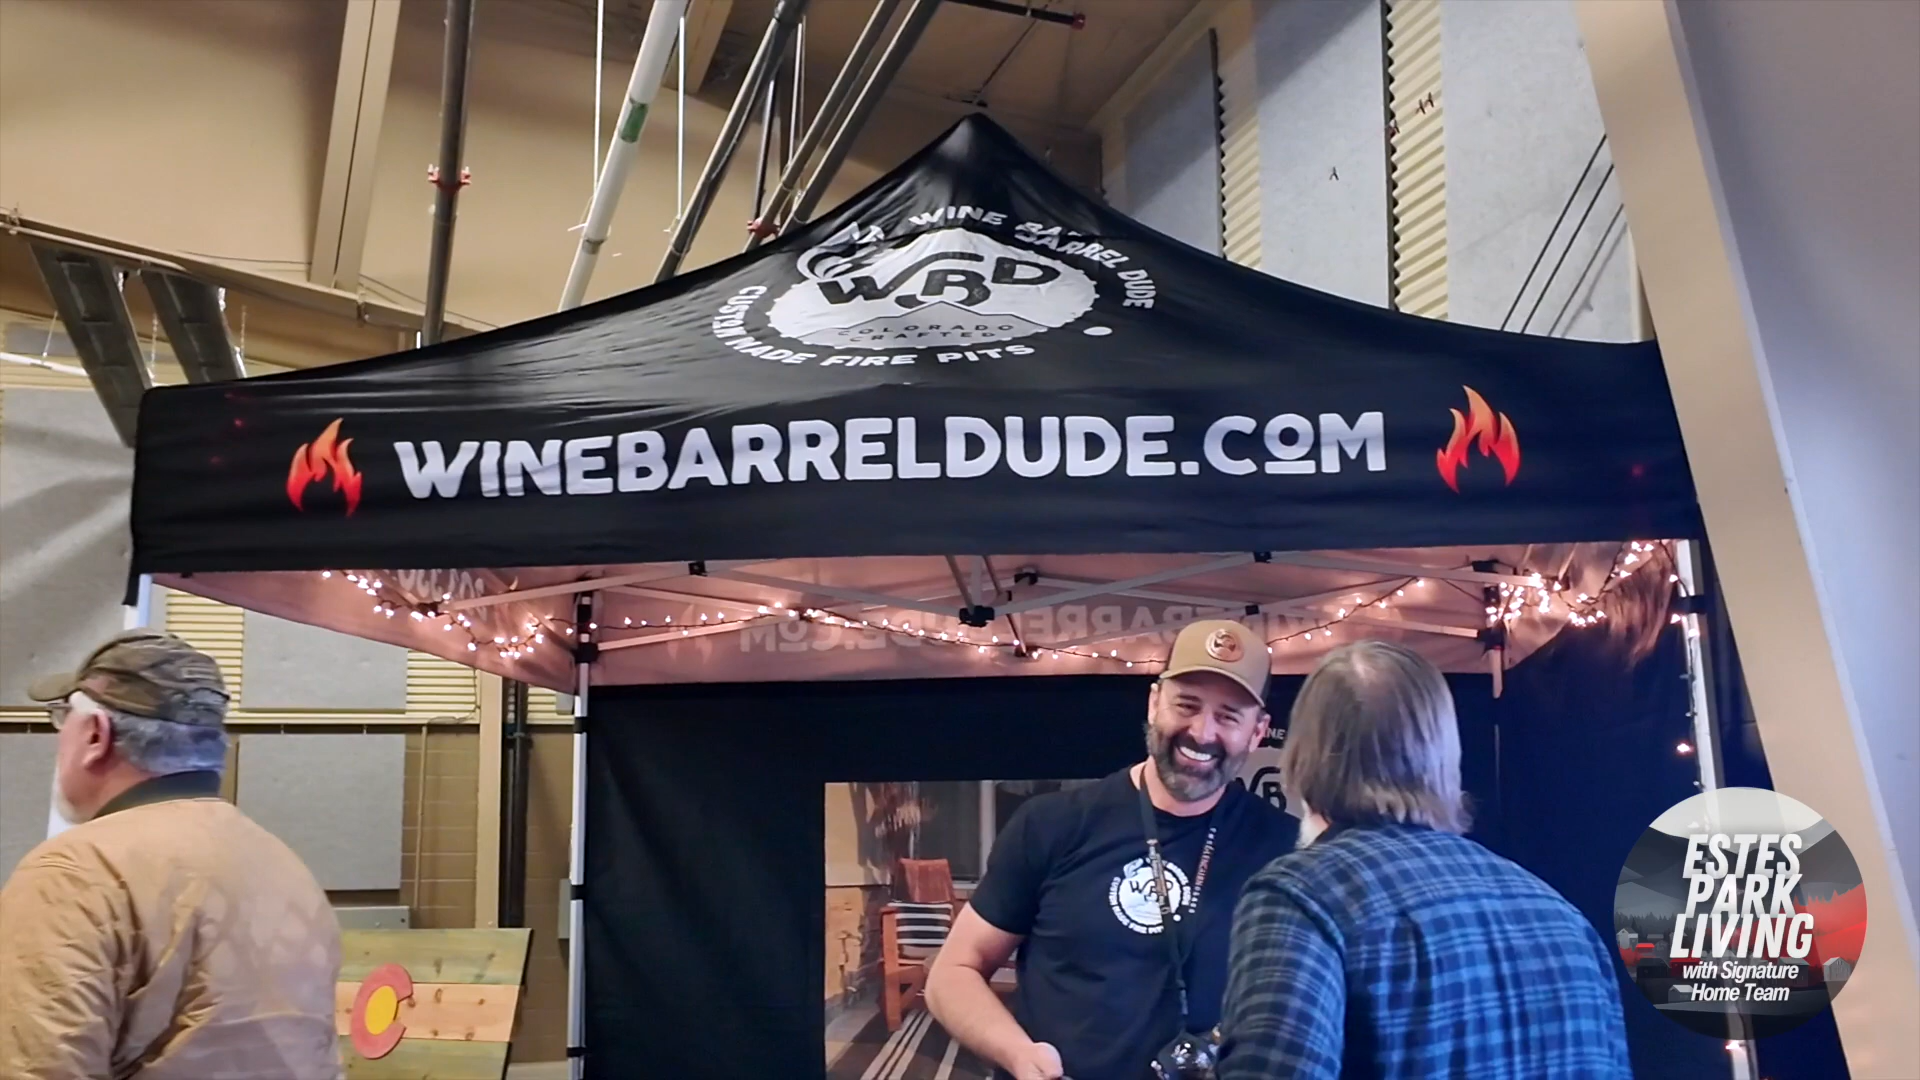 WINE BARREL DUDE
WBD
COLORADO
CRAFTED
CUSTOM MADE FIRE PITS
WINEBARRELDUDE.COM
WBD
ESTES
PARK
LIVING
with Signature
Home Team